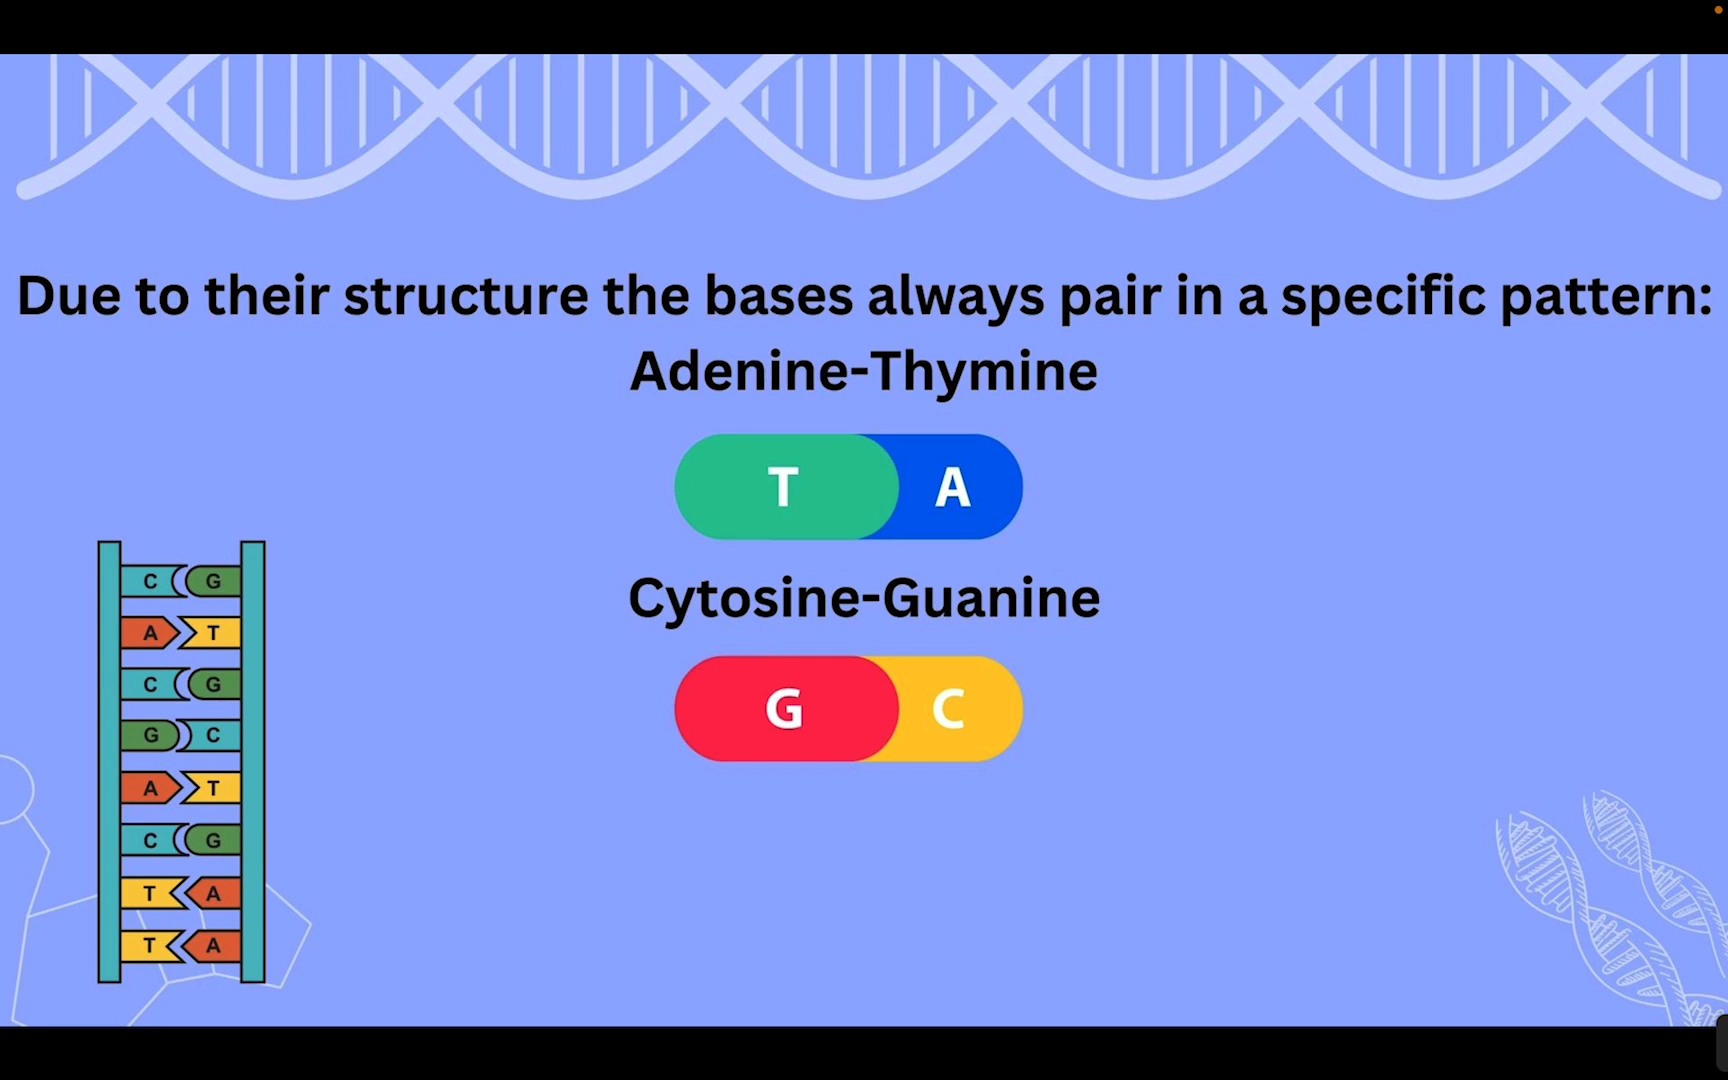 Due to their structure the bases always pair in a specific pattern:
Adenine-Thymine
T A
Cytosine-Guanine
G C
C G
A T
C G
G C
A T
C G
T A
T A